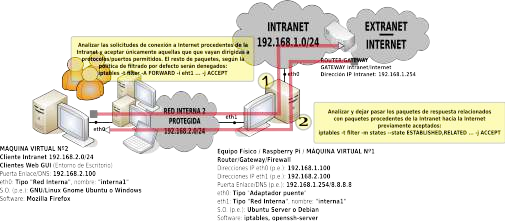 INTRANET
192.168.1.0/24
EXTRANET
INTERNET
Analizar las solicitudes de conexión a Internet procedentes de la
Intranet y aceptar únicamente aquellas que que vayan dirigidas a
protocolos/puertos permitidos. El resto de paquetes, según la
política de filtrado por defecto serán denegados:
iptables -t filter -A FORWARD -i eth1 ... -j ACCEPT
ROUTER/GATEWAY
GATEWAY Intranet/Internet
Dirección IP Intranet: 192.168.1.254
1
eth0
2
RED INTERNA 2
PROTEGIDA
192.168.2.0/24
eth1
eth0
Analizar y dejar pasar los paquetes de respuesta relacionados
con paquetes procedentes de la Intranet hacia la Internet
previamente aceptados:
iptables -t filter -m state --state ESTABLISHED,RELATED ... -j ACCEPT
MÁQUINA VIRTUAL Nº2
Cliente Intranet 192.168.2.0/24
Clientes Web GUI (Entorno de Escritorio)
Puerta Enlace/DNS: 192.168.2.100
eth0: Tipo "Red Interna", nombre: "interna1"
S.O. (p.e.): GNU/Linux Gnome Ubuntu o Windows
Software: Mozilla Firefox
Equipo Físico / Raspberry Pi / MÁQUINA VIRTUAL Nº1
Router/Gateway/Firewall
Direcciones IP eth0 (p.e.): 192.168.1.100
Direcciones IP eth1 (p.e.): 192.168.2.100
Puerta Enlace/DNS (p.e.): 192.168.1.254/8.8.8.8
eth0: Tipo "Adaptador puente"
eth1: Tipo "Red Interna", nombre: "interna1"
S.O. (p.e.): Ubuntu Server o Debian
Software: iptables, openssh-server